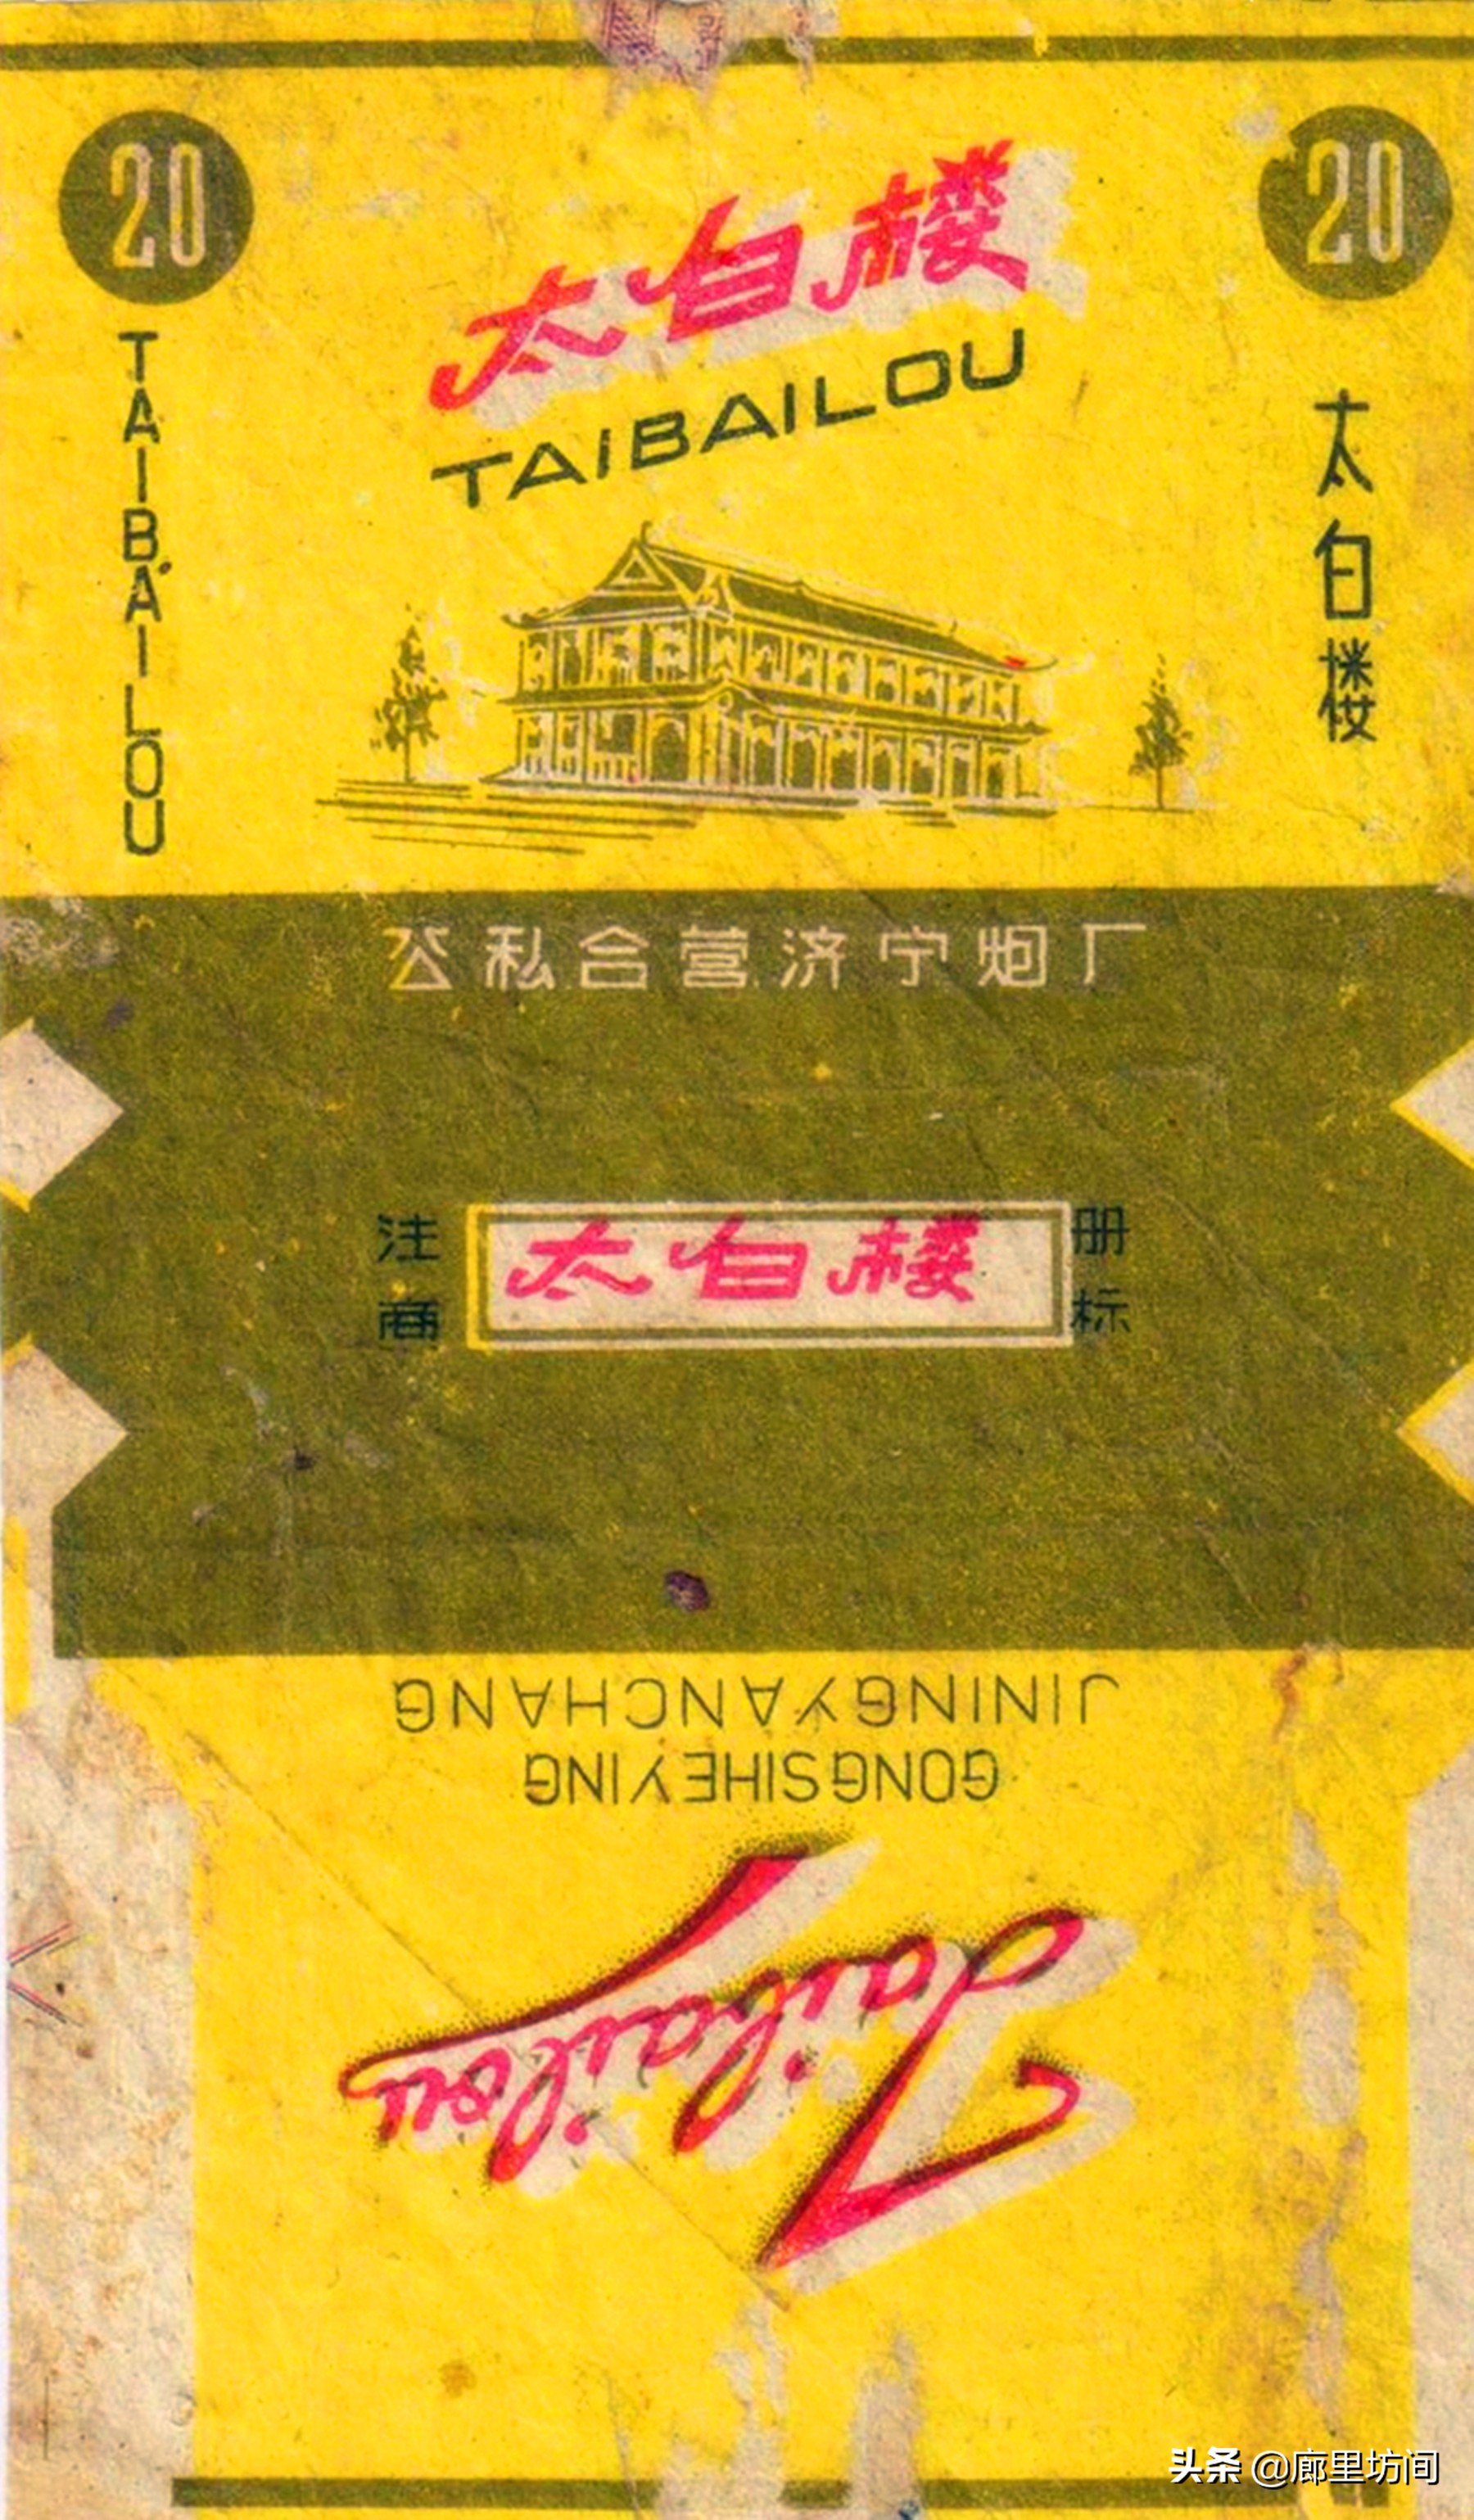 20
20
太白楼
TAIBAILOU
TAIBAILOU
太白楼
公私合营济宁烟厂
注册
太白楼
商标
JININGYANCHANG
GONGSIHEYING
Taibailou
头条 @廊里坊间